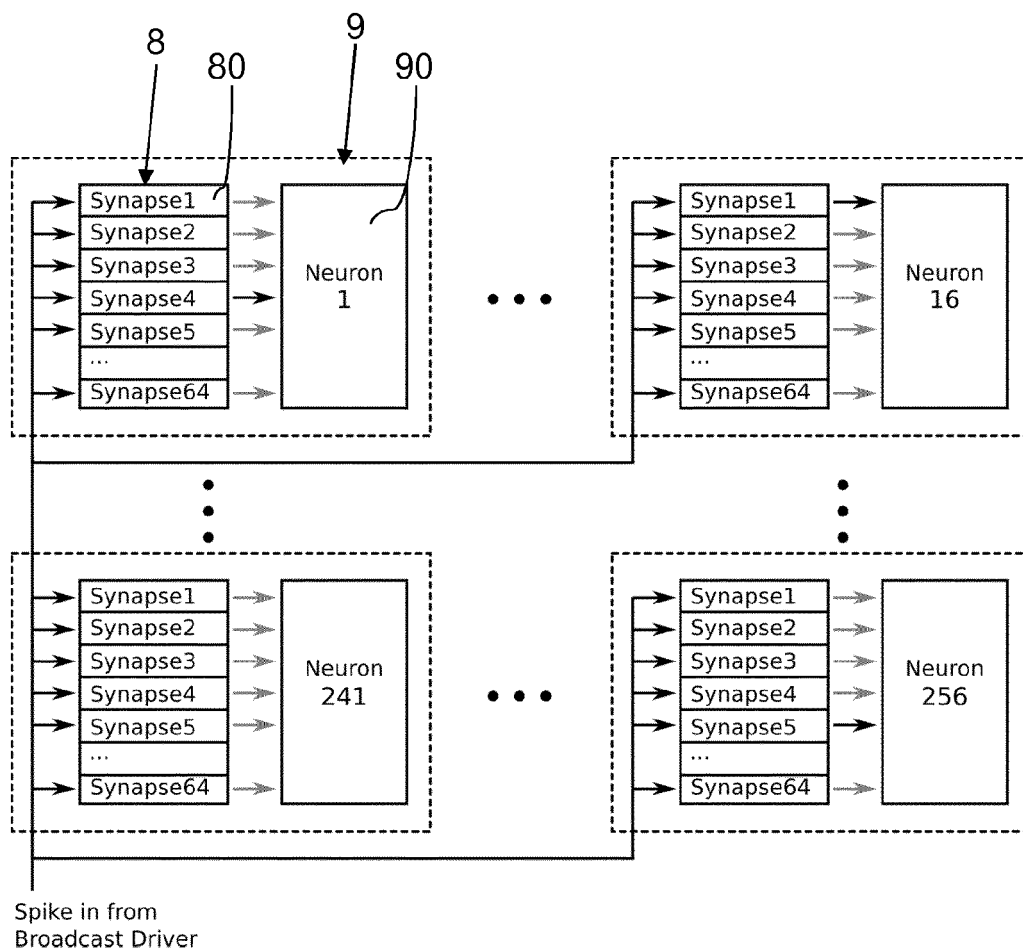 8
9
80
90
Synapse1
Synapse2
Synapse3
Synapse4
Synapse5
...
Synapse64
Neuron
1
Synapse1
Synapse2
Synapse3
Synapse4
Synapse5
...
Synapse64
Neuron
16
Synapse1
Synapse2
Synapse3
Synapse4
Synapse5
...
Synapse64
Neuron
241
Synapse1
Synapse2
Synapse3
Synapse4
Synapse5
...
Synapse64
Neuron
256
Spike in from
Broadcast Driver